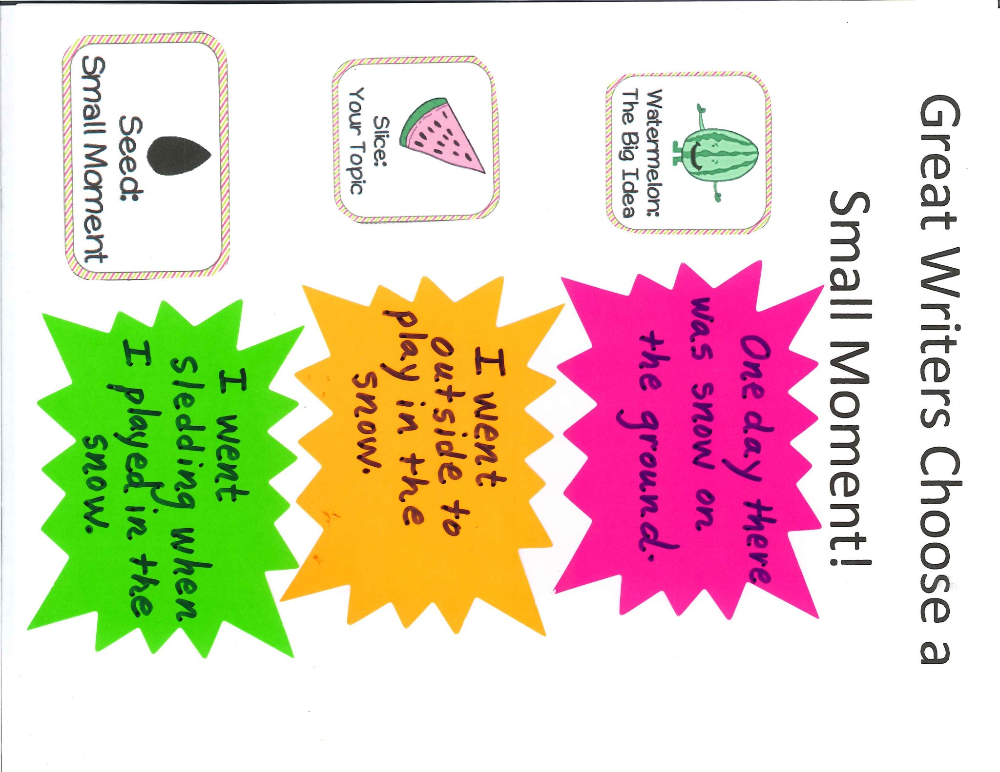 Great Writers Choose a
Small Moment!
Watermelon:
The Big Idea
One day there
was snow on
the ground.
Slice:
Your Topic
I went
outside to
play in the
snow.
Seed:
Small Moment
I went
sledding when
I played in the
snow.